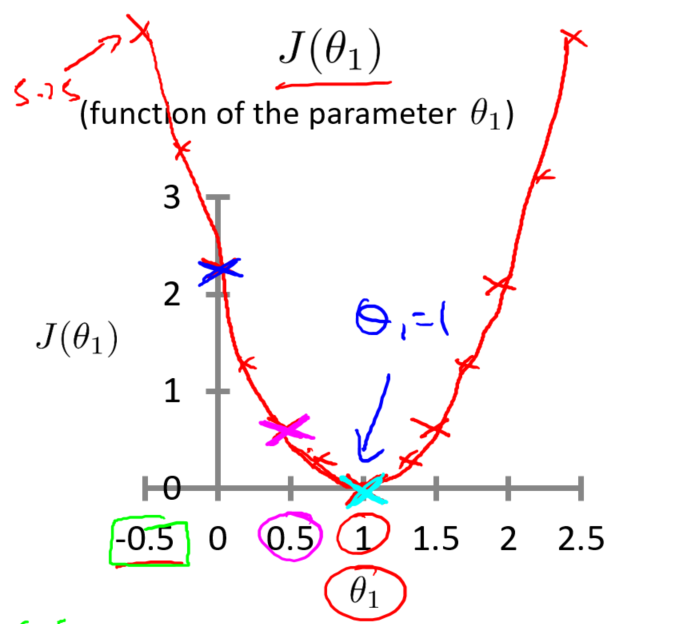 J(θ₁)
5.25
(function of the parameter θ₁)
3
2
θ₁=1
J(θ₁)
1
0
-0.5 0 0.5 1 1.5 2 2.5
θ₁